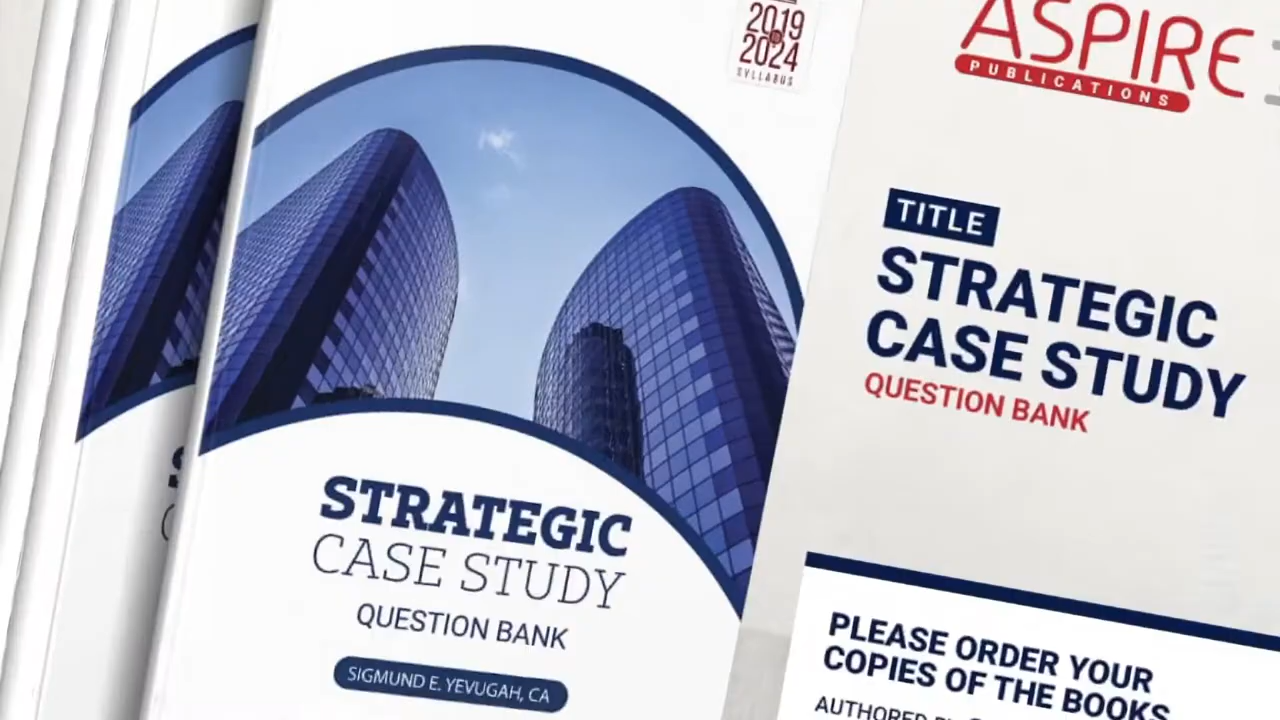 2019
2024
SYLLABUS
STRATEGIC
CASE STUDY
QUESTION BANK
SIGMUND E. YEVUGAH, CA
ASPIRE
PUBLICATIONS
TITLE
STRATEGIC
CASE STUDY
QUESTION BANK
PLEASE ORDER YOUR
COPIES OF THE BOOKS
AUTHORED